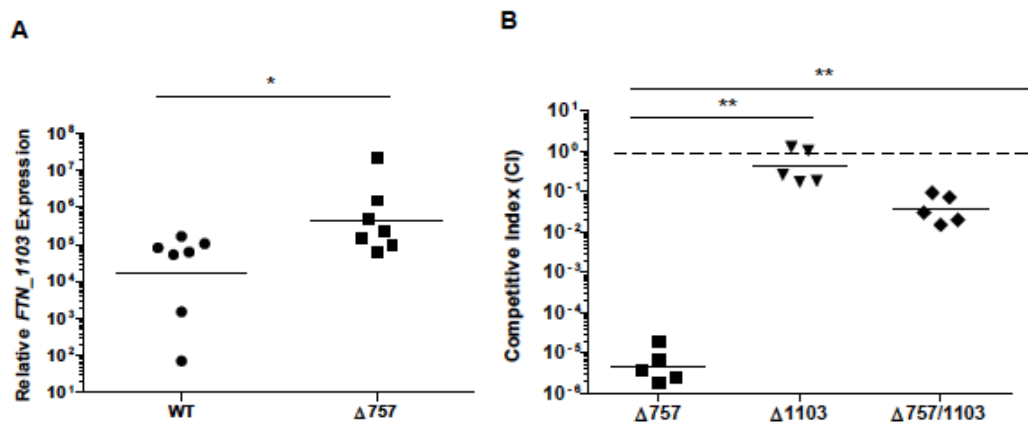 A
*
Relative FTN_1103 Expression
10⁸
10⁷
10⁶
10⁵
10⁴
10³
10²
10¹
WT
Δ757
B
**
**
Competitive Index (CI)
10¹
10⁰
10⁻¹
10⁻²
10⁻³
10⁻⁴
10⁻⁵
10⁻⁶
Δ757
Δ1103
Δ757/1103